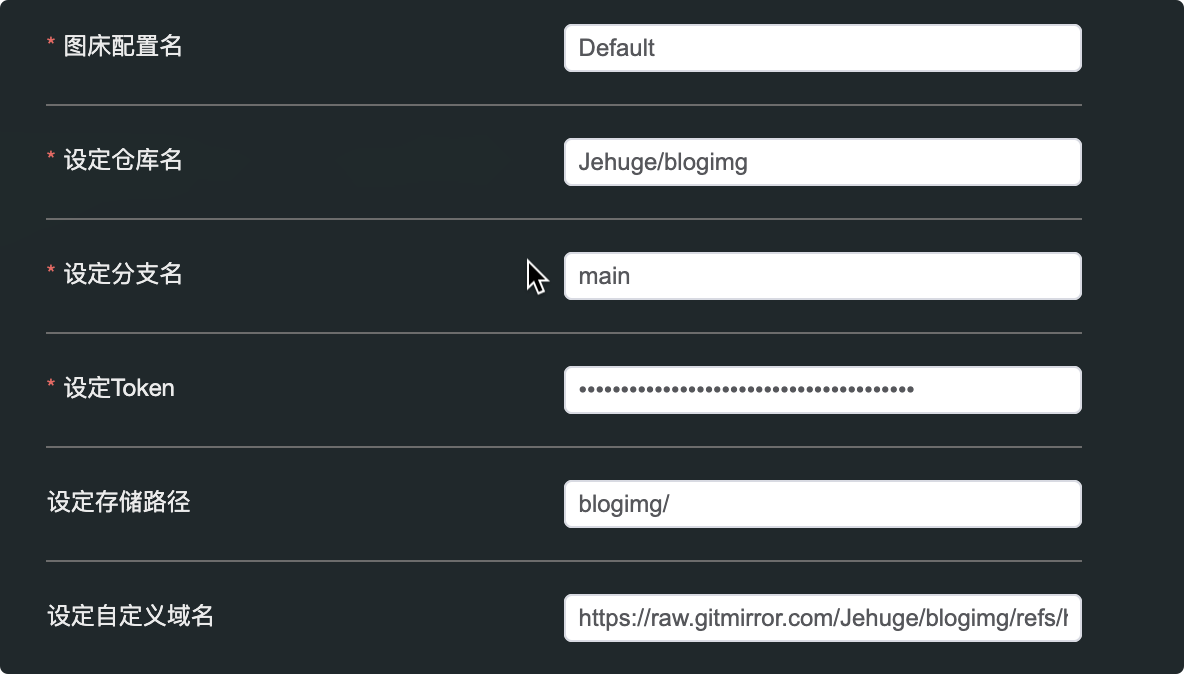 * 图床配置名
Default
* 设定仓库名
Jehuge/blogimg
* 设定分支名
main
* 设定Token
••••••••••••••••••••••••••••••••••••••••
设定存储路径
blogimg/
设定自定义域名
https://raw.gitmirror.com/Jehuge/blogimg/refs/